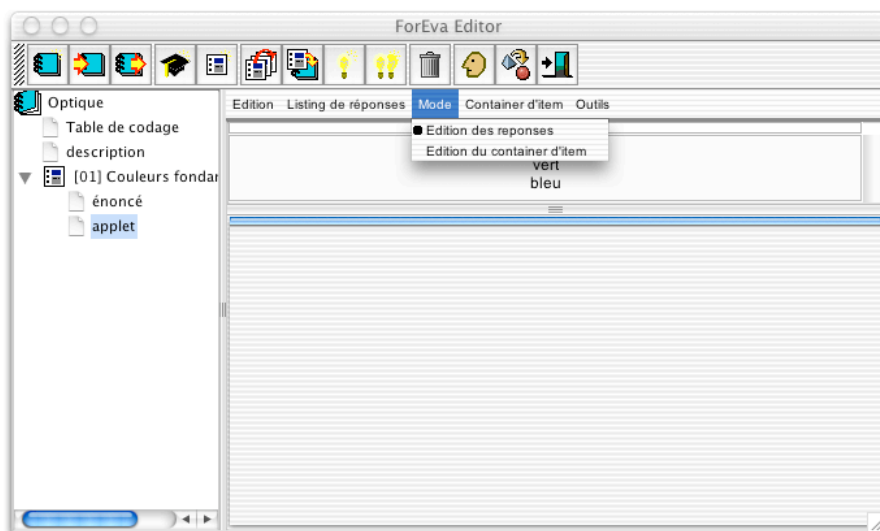 ForEva Editor
Optique
Table de codage
description
[01] Couleurs fondar
énoncé
applet
Edition Listing de réponses Mode Container d'item Outils
Edition des reponses
Edition du container d'item
vert
bleu